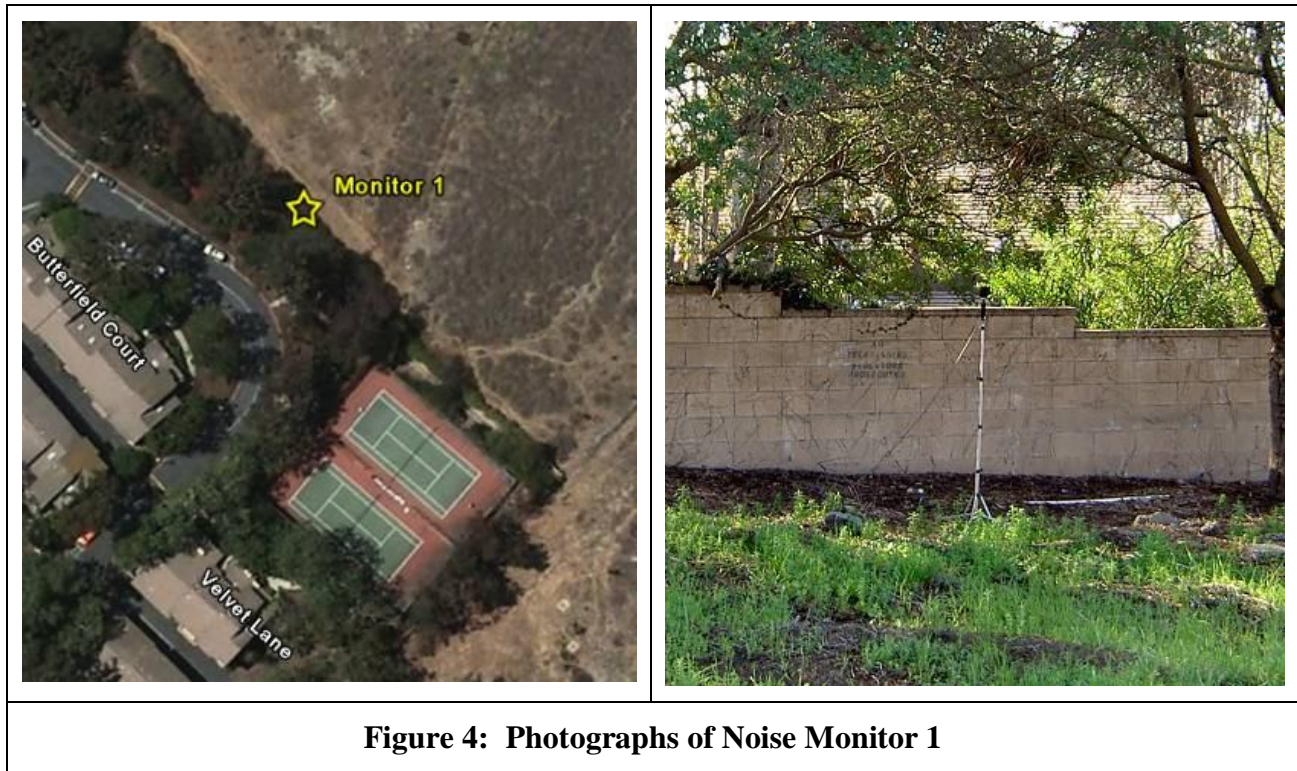 Monitor 1
Butterfield Court
Velvet Lane
Figure 4: Photographs of Noise Monitor 1